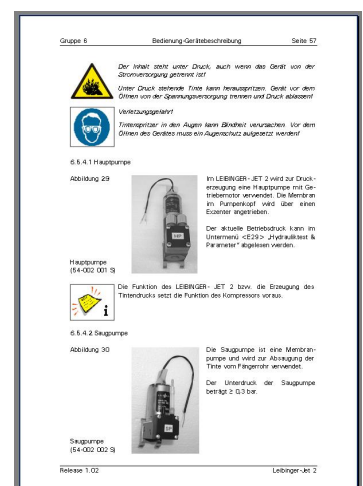 Gruppe 6 Bedienung-Gerätebeschreibung Seite 57
Der Inhalt steht unter Druck, auch wenn das Gerät von der
Stromversorgung getrennt ist!
Unter Druck stehende Tinte kann herausspritzen. Gerät vor dem
Öffnen von der Spannungsversorgung trennen und Druck ablassen!
Verletzungsgefahr!
Tintenspritzer in den Augen kann Blindheit verursachen. Vor dem
Öffnen des Gerätes muss ein Augenschutz aufgesetzt werden!
6.5.4.1 Hauptpumpe
Abbildung 29
Im LEIBINGER-JET 2 wird zur Druck-
erzeugung eine Hauptpumpe mit Ge-
triebemotor verwendet. Die Membran
im Pumpenkopf wird über einen
Exzenter angetrieben.
Der aktuelle Betriebsdruck kann im
Untermenü <E29> „Hydrauliktest &
Parameter" abgelesen werden.
Hauptpumpe
(54-002 001 S)
Die Funktion des LEIBINGER- JET 2 bzw. die Erzeugung des
Tintendrucks setzt die Funktion des Kompressors voraus.
i
6.5.4.2 Saugpumpe
Abbildung 30
Die Saugpumpe ist eine Membran-
pumpe und wird zur Absaugung der
Tinte vom Fängerrohr verwendet.
Der Unterdruck der Saugpumpe
beträgt ≥ 0,3 bar.
Saugpumpe
(54-002 002 S)
Release 1.02 Leibinger-Jet 2